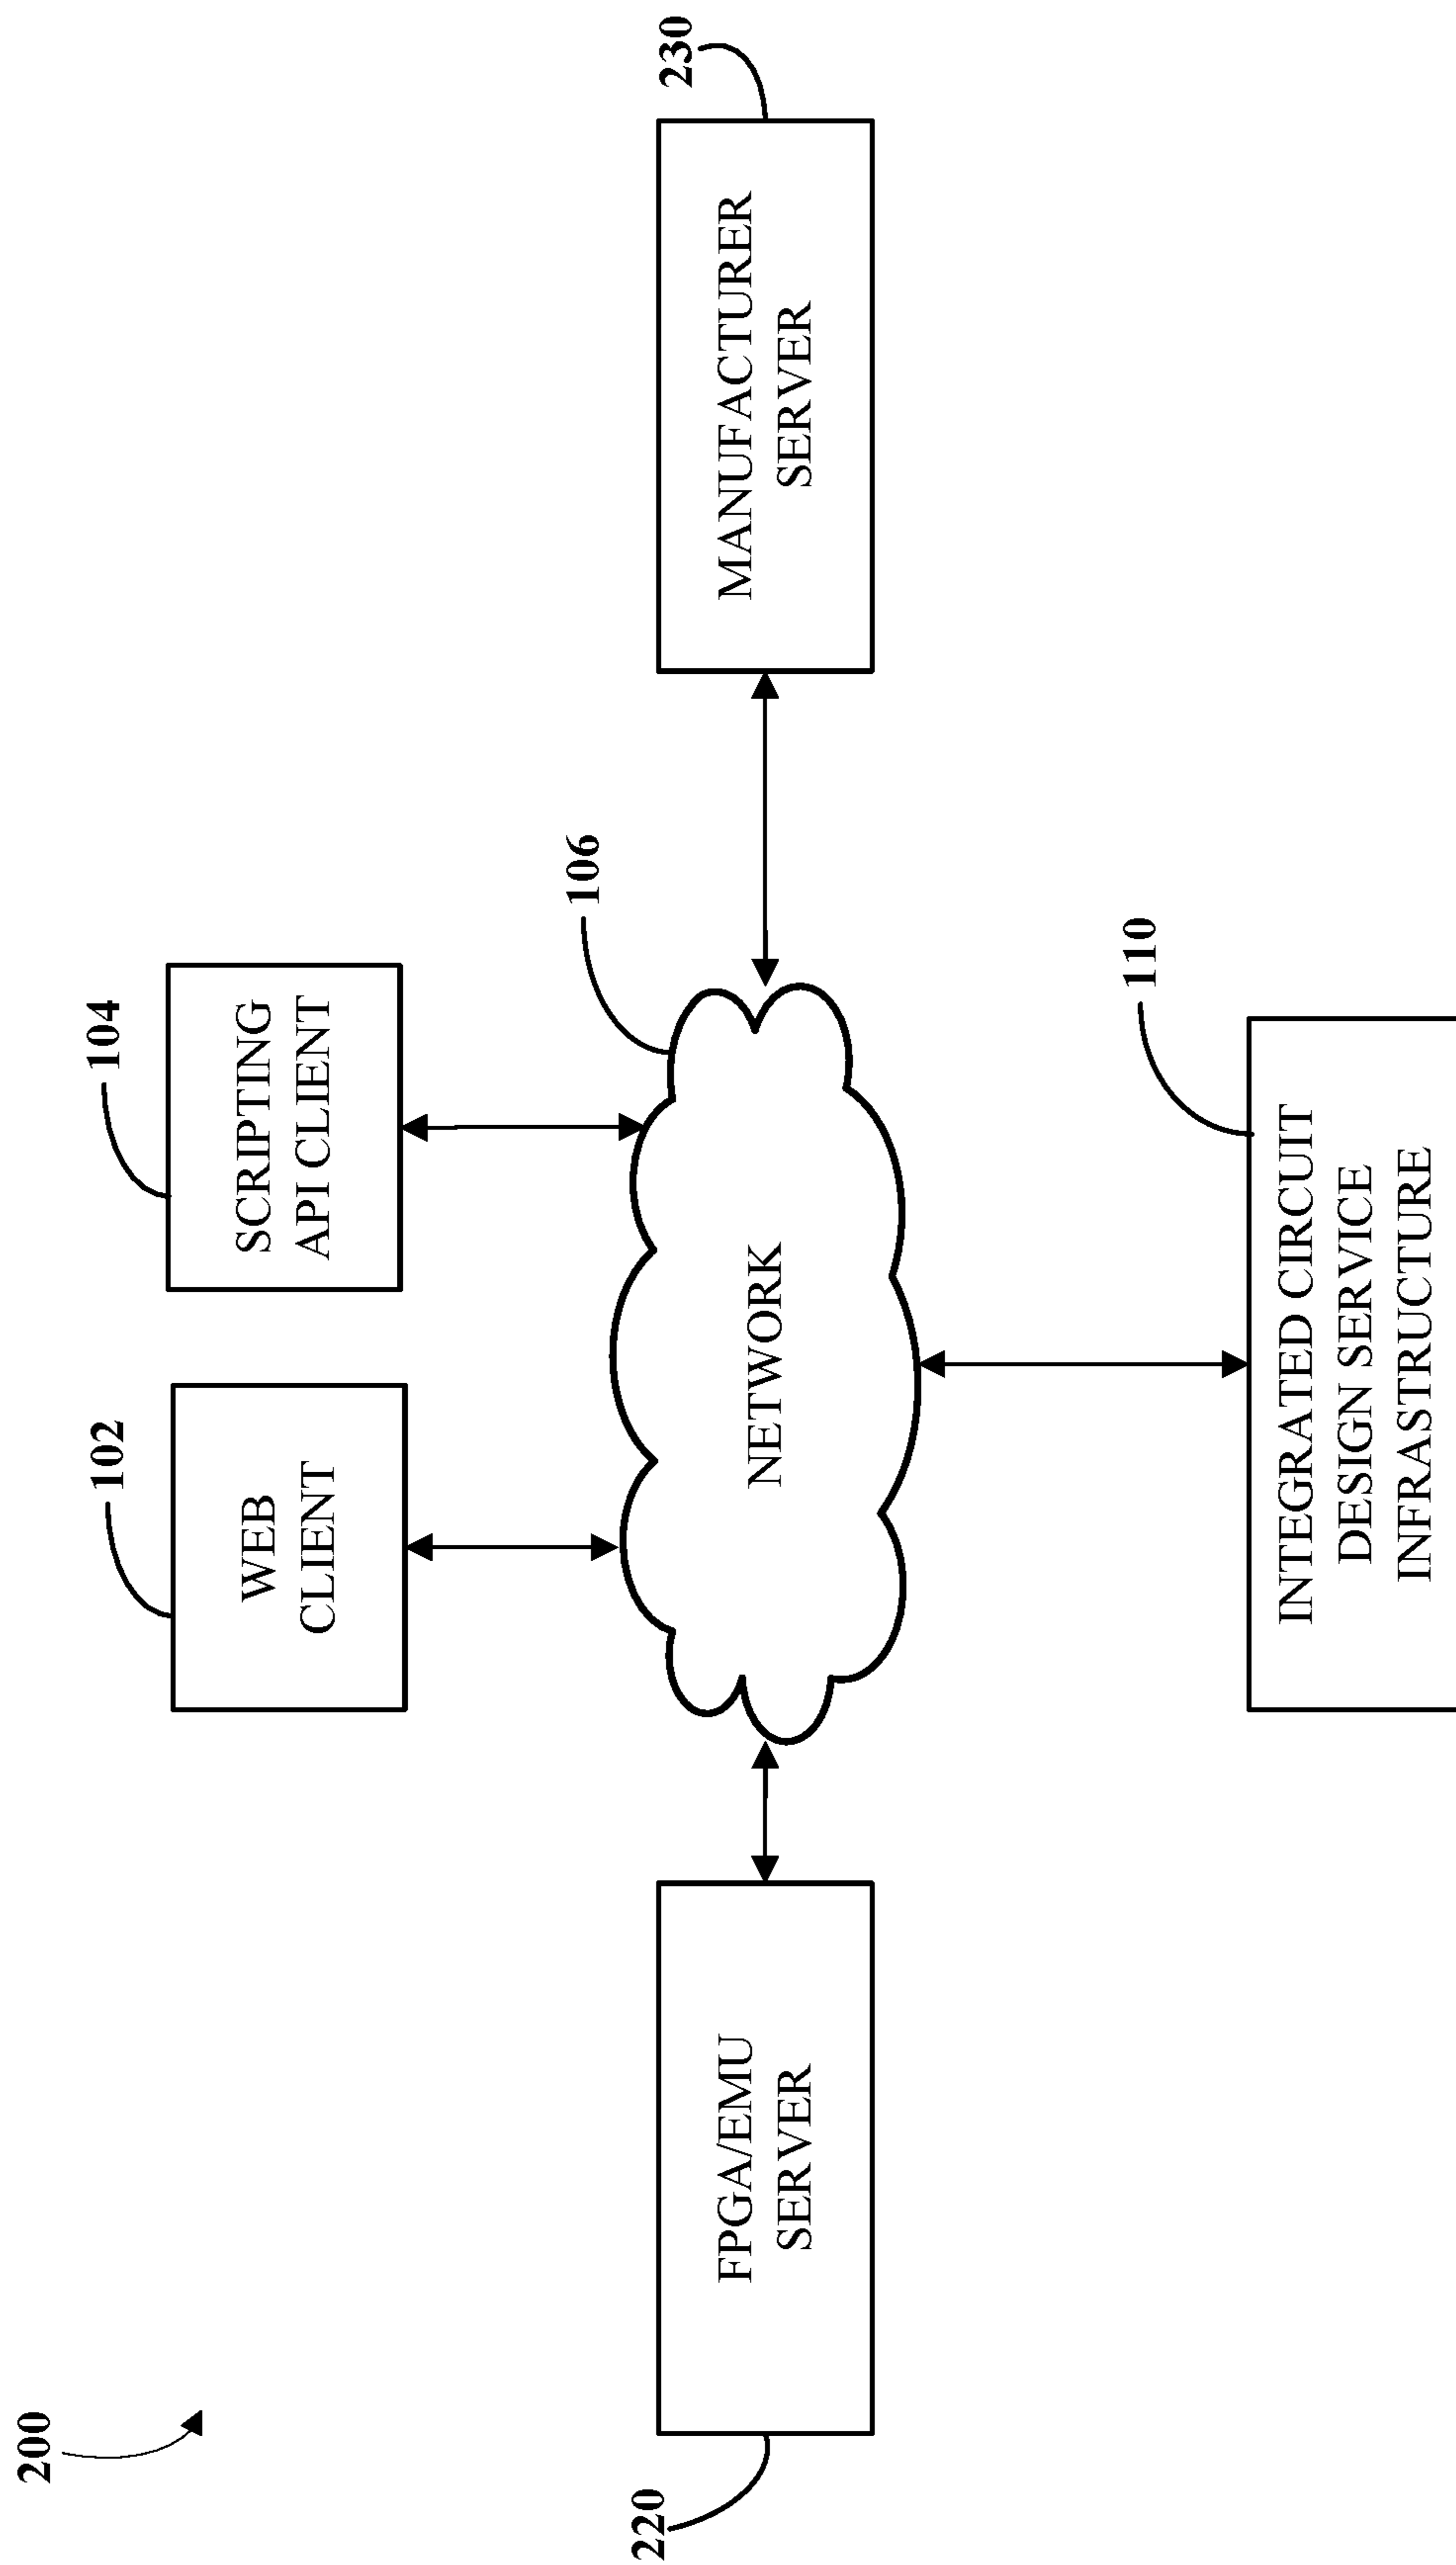 200
102
104
WEB
CLIENT
SCRIPTING
API CLIENT
106
220
FPGA/EMU
SERVER
NETWORK
MANUFACTURER
SERVER
230
110
INTEGRATED CIRCUIT
DESIGN SERVICE
INFRASTRUCTURE